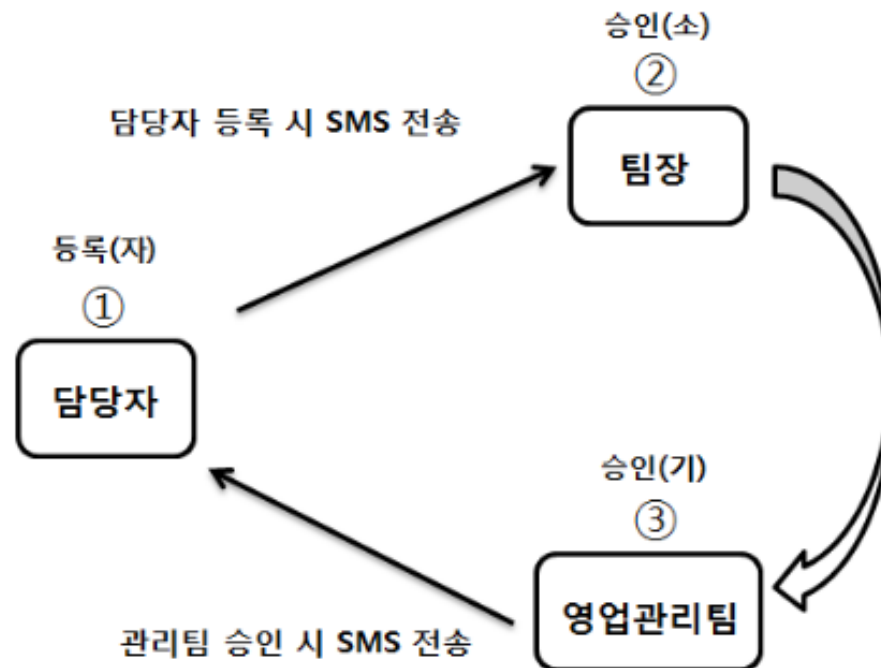 승인(소)
②
담당자 등록 시 SMS 전송
팀장
등록(자)
①
담당자
승인(기)
③
영업관리팀
관리팀 승인 시 SMS 전송